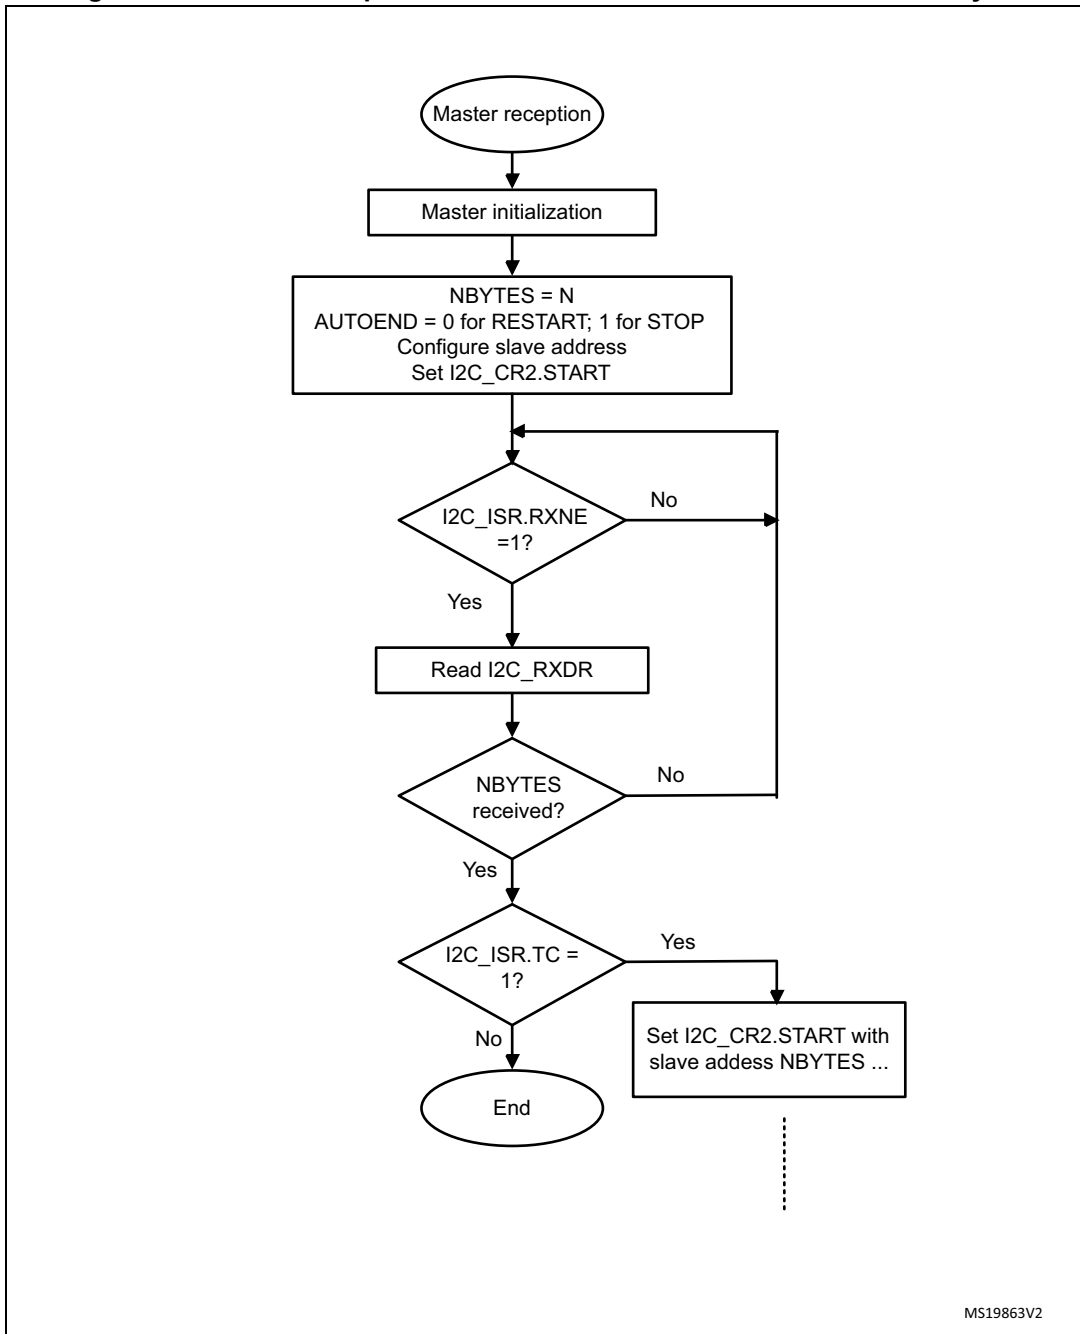 Master reception
Master initialization
NBYTES = N
AUTOEND = 0 for RESTART; 1 for STOP
Configure slave address
Set I2C_CR2.START
I2C_ISR.RXNE
=1?
No
Yes
Read I2C_RXDR
NBYTES
received?
No
Yes
I2C_ISR.TC =
1?
Yes
No
Set I2C_CR2.START with
slave addess NBYTES ...
End
MS19863V2